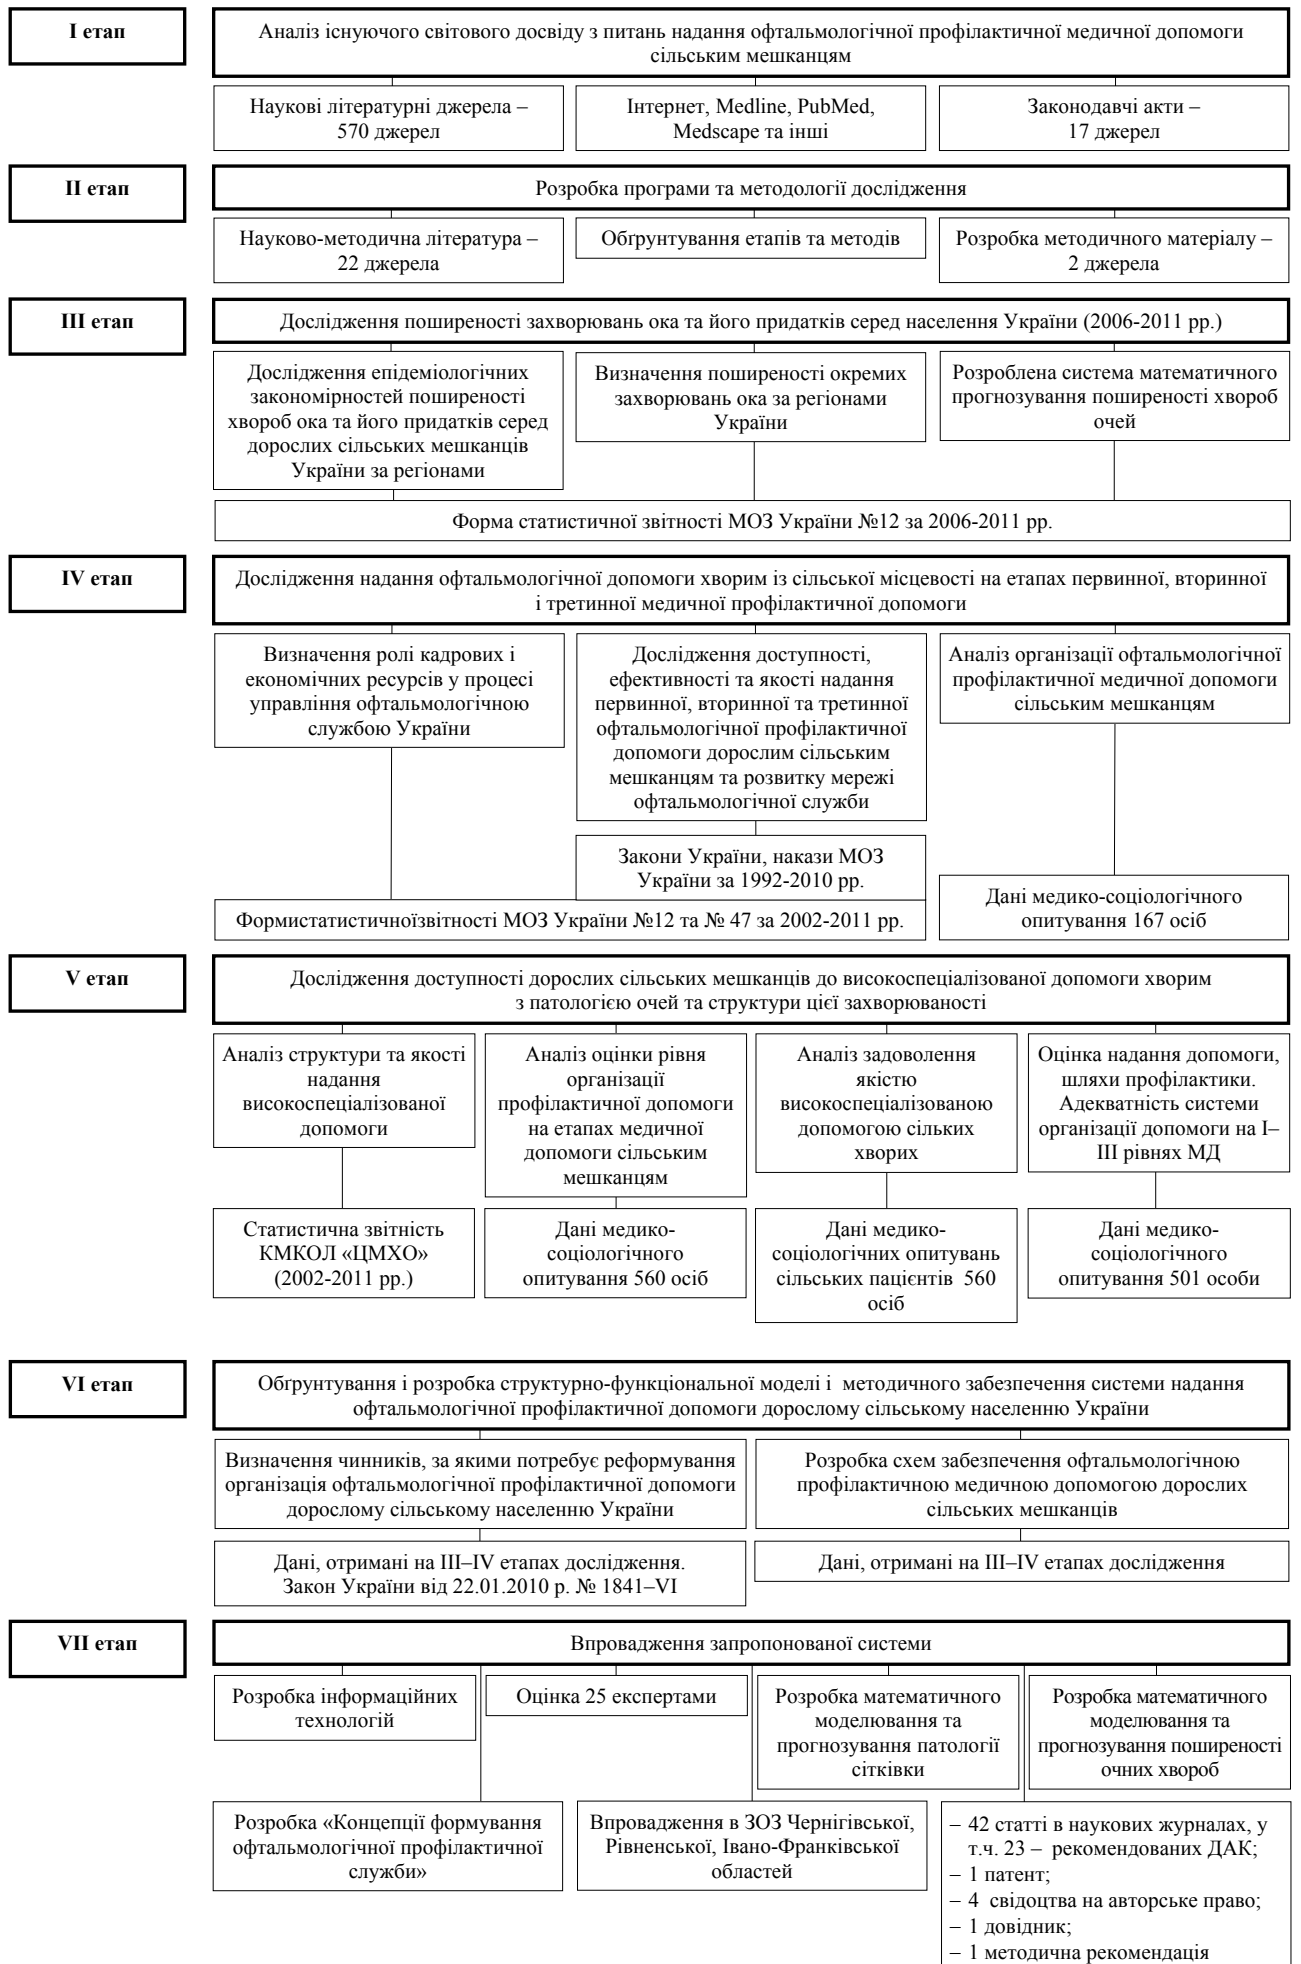 I етап
Аналіз існуючого світового досвіду з питань надання офтальмологічної профілактичної медичної допомоги
сільським мешканцям
Наукові літературні джерела –
570 джерел
Інтернет, Medline, PubMed,
Medscape та інші
Законодавчі акти –
17 джерел
II етап
Розробка програми та методології дослідження
Науково-методична література –
22 джерела
Обґрунтування етапів та методів
Розробка методичного матеріалу –
2 джерела
III етап
Дослідження поширеності захворювань ока та його придатків серед населення України (2006-2011 рр.)
Дослідження епідеміологічних
закономірностей поширеності
хвороб ока та його придатків серед
дорослих сільських мешканців
України за регіонами
Визначення поширеності окремих
захворювань ока за регіонами
України
Розроблена система математичного
прогнозування поширеності хвороб
очей
Форма статистичної звітності МОЗ України №12 за 2006-2011 рр.
IV етап
Дослідження надання офтальмологічної допомоги хворим із сільської місцевості на етапах первинної, вторинної
і третинної медичної профілактичної допомоги
Визначення ролі кадрових і
економічних ресурсів у процесі
управління офтальмологічною
службою України
Дослідження доступності,
ефективності та якості надання
первинної, вторинної та третинної
офтальмологічної профілактичної
допомоги дорослим сільським
мешканцям та розвитку мережі
офтальмологічної служби
Аналіз організації офтальмологічної
профілактичної медичної допомоги
сільським мешканцям
Закони України, накази МОЗ
України за 1992-2010 рр.
Формистатистичноїзвітності МОЗ України №12 та № 47 за 2002-2011 рр.
Дані медико-соціологічного
опитування 167 осіб
V етап
Дослідження доступності дорослих сільських мешканців до високоспеціалізованої допомоги хворим
з патологією очей та структури цієї захворюваності
Аналіз структури та якості
надання
високоспеціалізованої
допомоги
Аналіз оцінки рівня
організації
профілактичної допомоги
на етапах медичної
допомоги сільським
мешканцям
Аналіз задоволення
якістю
високоспеціалізованою
допомогою сільких
хворих
Оцінка надання допомоги,
шляхи профілактики.
Адекватність системи
організації допомоги на I–
III рівнях МД
Статистична звітність
КМКОЛ «ЦМХО»
(2002-2011 рр.)
Дані медико-
соціологічного
опитування 560 осіб
Дані медико-
соціологічних опитувань
сільських пацієнтів 560
осіб
Дані медико-
соціологічного
опитування 501 особи
VI етап
Обґрунтування і розробка структурно-функціональної моделі і методичного забезпечення системи надання
офтальмологічної профілактичної допомоги дорослому сільському населенню України
Визначення чинників, за якими потребує реформування
організація офтальмологічної профілактичної допомоги
дорослому сільському населенню України
Розробка схем забезпечення офтальмологічною
профілактичною медичною допомогою дорослих
сільських мешканців
Дані, отримані на III–IV етапах дослідження.
Закон України від 22.01.2010 р. № 1841–VI
Дані, отримані на III–IV етапах дослідження
VII етап
Впровадження запропонованої системи
Розробка інформаційних
технологій
Оцінка 25 експертами
Розробка математичного
моделювання та
прогнозування патології
сітківки
Розробка математичного
моделювання та
прогнозування поширеності
очних хвороб
Розробка «Концепції формування
офтальмологічної профілактичної
служби»
Впровадження в ЗОЗ Чернігівської,
Рівненської, Івано-Франківської
областей
– 42 статті в наукових журналах, у
т.ч. 23 – рекомендованих ДАК;
– 1 патент;
– 4 свідоцтва на авторське право;
– 1 довідник;
– 1 методична рекомендація